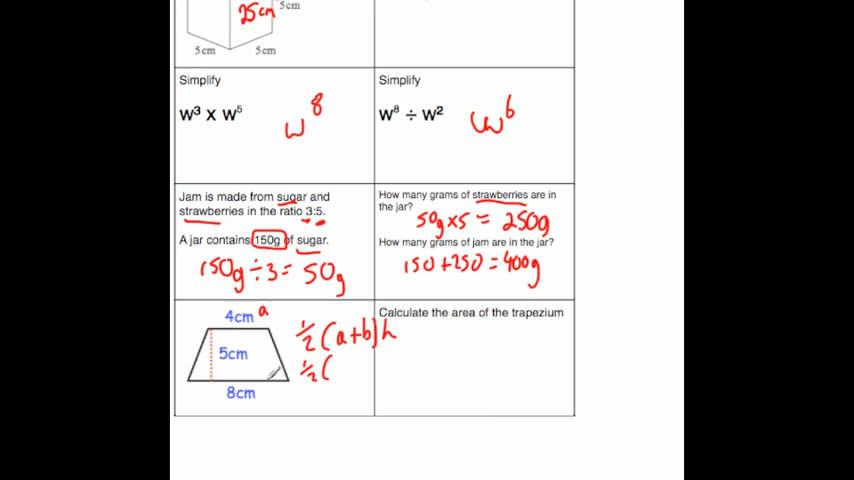 25cm
5cm
5cm
5cm
Simplify
W³ x W⁵
w⁸
Simplify
W⁸ ÷ W²
w⁶
Jam is made from sugar and
strawberries in the ratio 3:5.
A jar contains 150g of sugar.
150g ÷ 3 = 50g
How many grams of strawberries are in
the jar?
50g x 5 = 250g
How many grams of jam are in the jar?
150 + 250 = 400g
4cm a
5cm
8cm
½(a+b)h
½(
Calculate the area of the trapezium